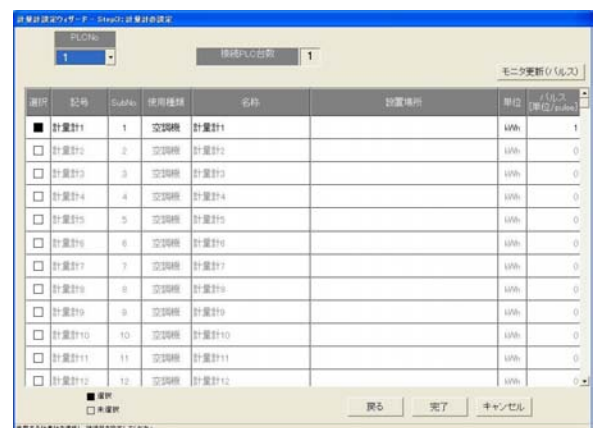 計量計設定ウィザード - Step3:計量計の設定
PLCNo
1
接続PLC台数 1
モニタ更新(パルス)
選択 記号 SubNo 使用種類 名称 設置場所 単位 パルス[単位/pulse]
■ 計量計1 1 空調機 計量計1 kWh 1
□ 計量計2 2 空調機 計量計2 kWh 0
□ 計量計3 3 空調機 計量計3 kWh 0
□ 計量計4 4 空調機 計量計4 kWh 0
□ 計量計5 5 空調機 計量計5 kWh 0
□ 計量計6 6 空調機 計量計6 kWh 0
□ 計量計7 7 空調機 計量計7 kWh 0
□ 計量計8 8 空調機 計量計8 kWh 0
□ 計量計9 9 空調機 計量計9 kWh 0
□ 計量計10 10 空調機 計量計10 kWh 0
□ 計量計11 11 空調機 計量計11 kWh 0
□ 計量計12 12 空調機 計量計12 kWh 0
■ 選択
□ 未選択
戻る 完了 キャンセル